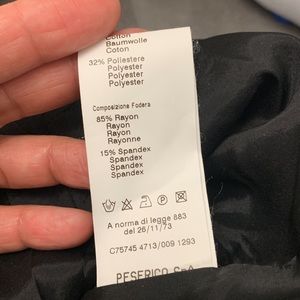 Cotton
Baumwolle
Coton
32% Poliestere
Polyester
Polyester
Polyester
Composizione Fodera
85% Rayon
Rayon
Rayon
Rayonne
15% Spandex
Spandex
Spandex
Spandex
A norma di legge 883
del 26/11/73
C75745 4713/009 1293
PESERICO SpA